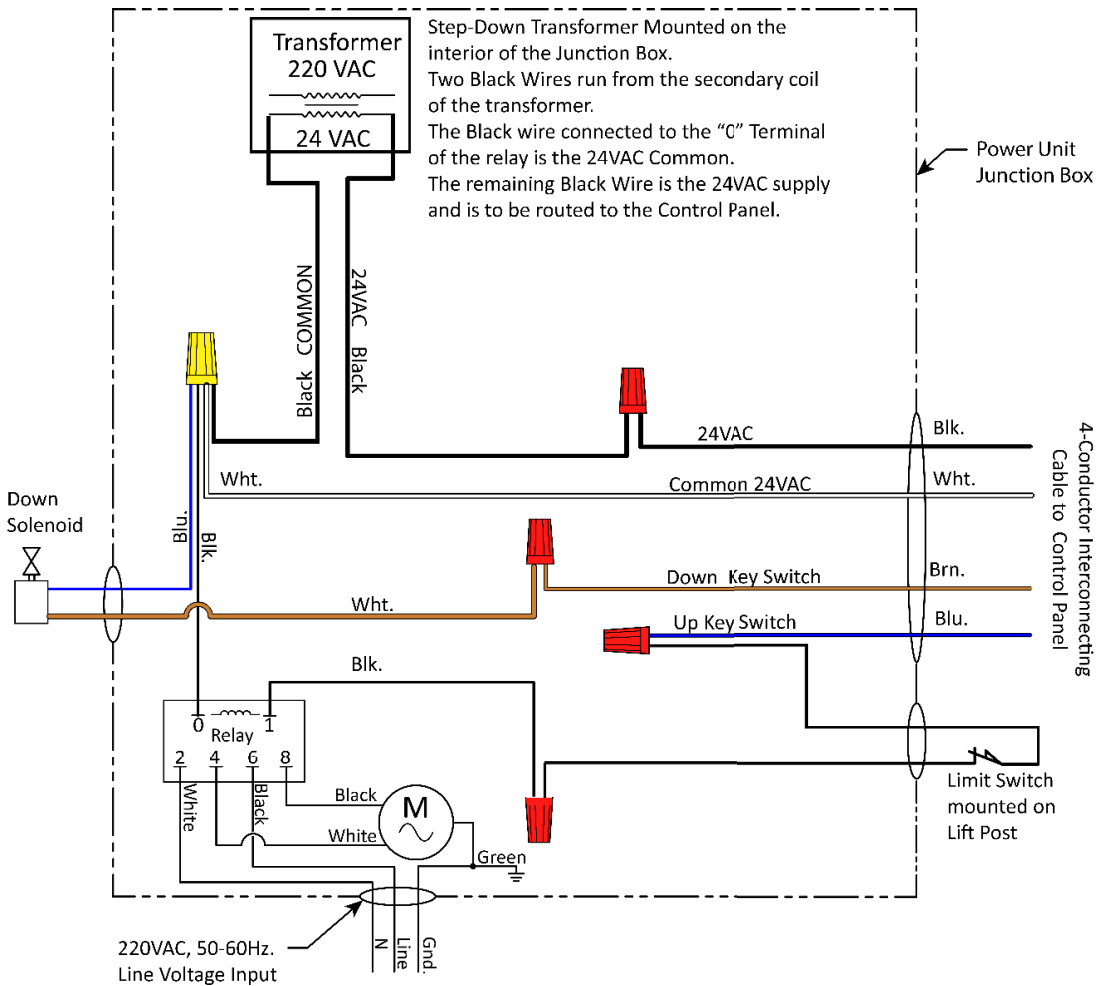 Transformer
220 VAC
24 VAC
Step-Down Transformer Mounted on the
interior of the Junction Box.
Two Black Wires run from the secondary coil
of the transformer.
The Black wire connected to the “0” Terminal
of the relay is the 24VAC Common.
The remaining Black Wire is the 24VAC supply
and is to be routed to the Control Panel.
Power Unit
Junction Box
Black COMMON
24VAC Black
24VAC
Blk.
Wht.
Common 24VAC
Wht.
4-Conductor Interconnecting
Cable to Control Panel
Down
Solenoid
Blu.
Blk.
Down Key Switch
Brn.
Wht.
Up Key Switch
Blu.
Blk.
0
1
Relay
2 4 6 8
White
Black
Black
M
White
Green
Limit Switch
mounted on
Lift Post
220VAC, 50-60Hz.
Line Voltage Input
N
Line
Gnd.